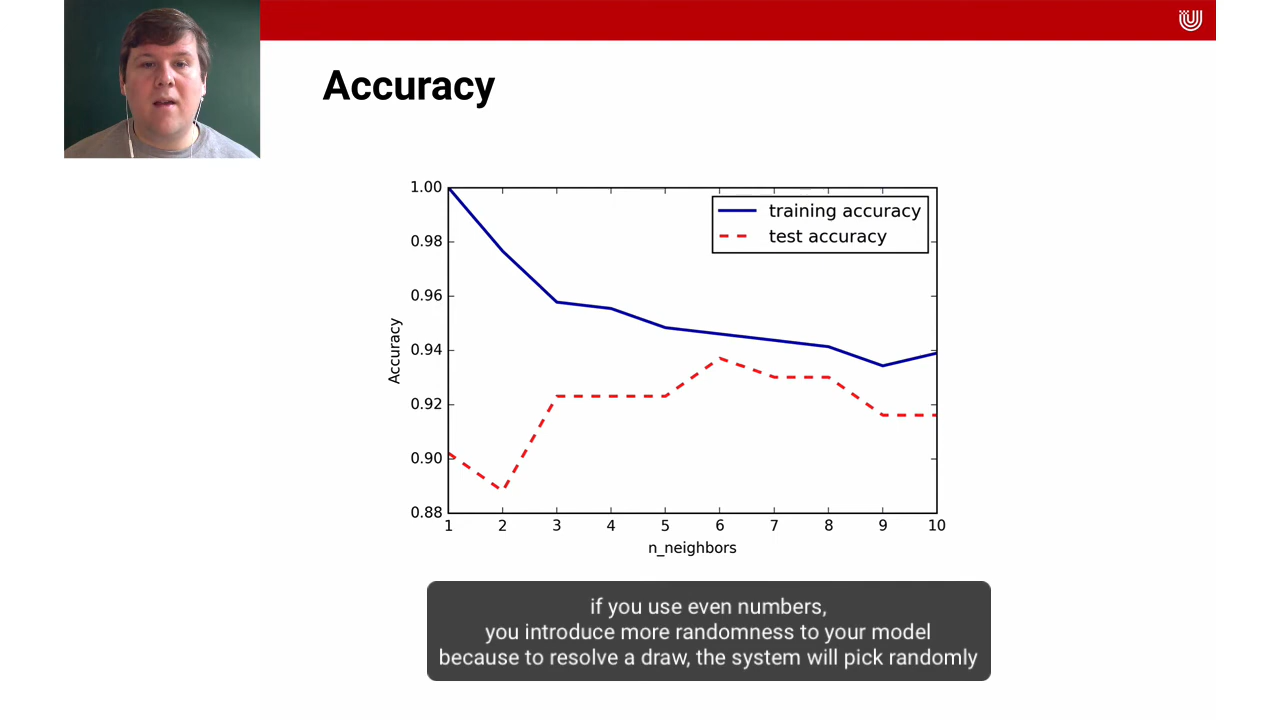 Accuracy
1.00
0.98
0.96
0.94
0.92
0.90
0.88
Accuracy
training accuracy
test accuracy
1 2 3 4 5 6 7 8 9 10
n_neighbors
if you use even numbers,
you introduce more randomness to your model
because to resolve a draw, the system will pick randomly